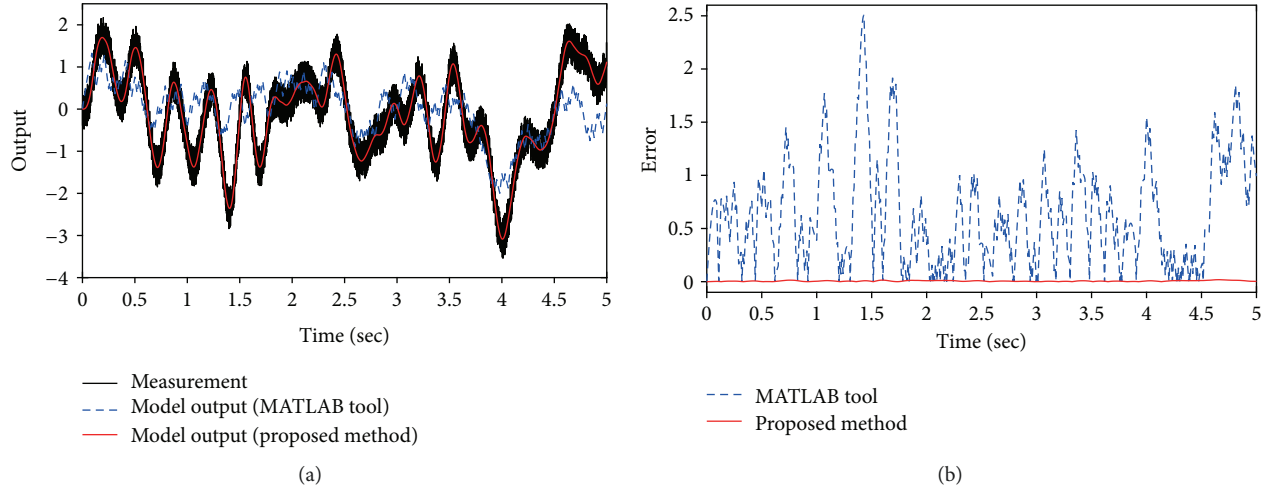 2
1
0
−1
−2
−3
−4
Output
0 0.5 1 1.5 2 2.5 3 3.5 4 4.5 5
Time (sec)
Measurement
Model output (MATLAB tool)
Model output (proposed method)
(a)
2.5
2
1.5
1
0.5
0
Error
0 0.5 1 1.5 2 2.5 3 3.5 4 4.5 5
Time (sec)
MATLAB tool
Proposed method
(b)